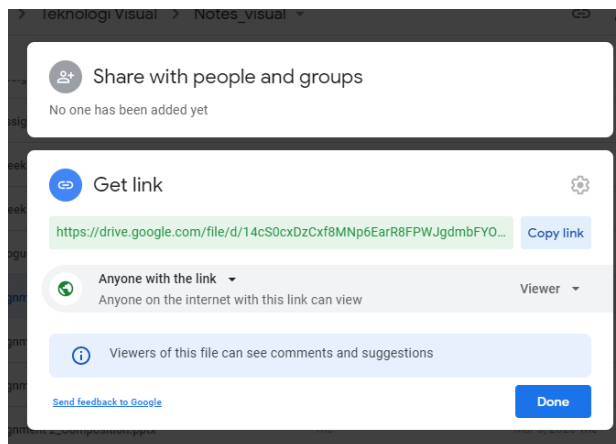 Teknologi Visual > Notes_visual
Share with people and groups
No one has been added yet
Get link
https://drive.google.com/file/d/14cS0cxDzCxf8MNp6EarR8FPWJgdmbFYO...
Copy link
Anyone with the link
Viewer
Anyone on the internet with this link can view
Viewers of this file can see comments and suggestions
Send feedback to Google
Done